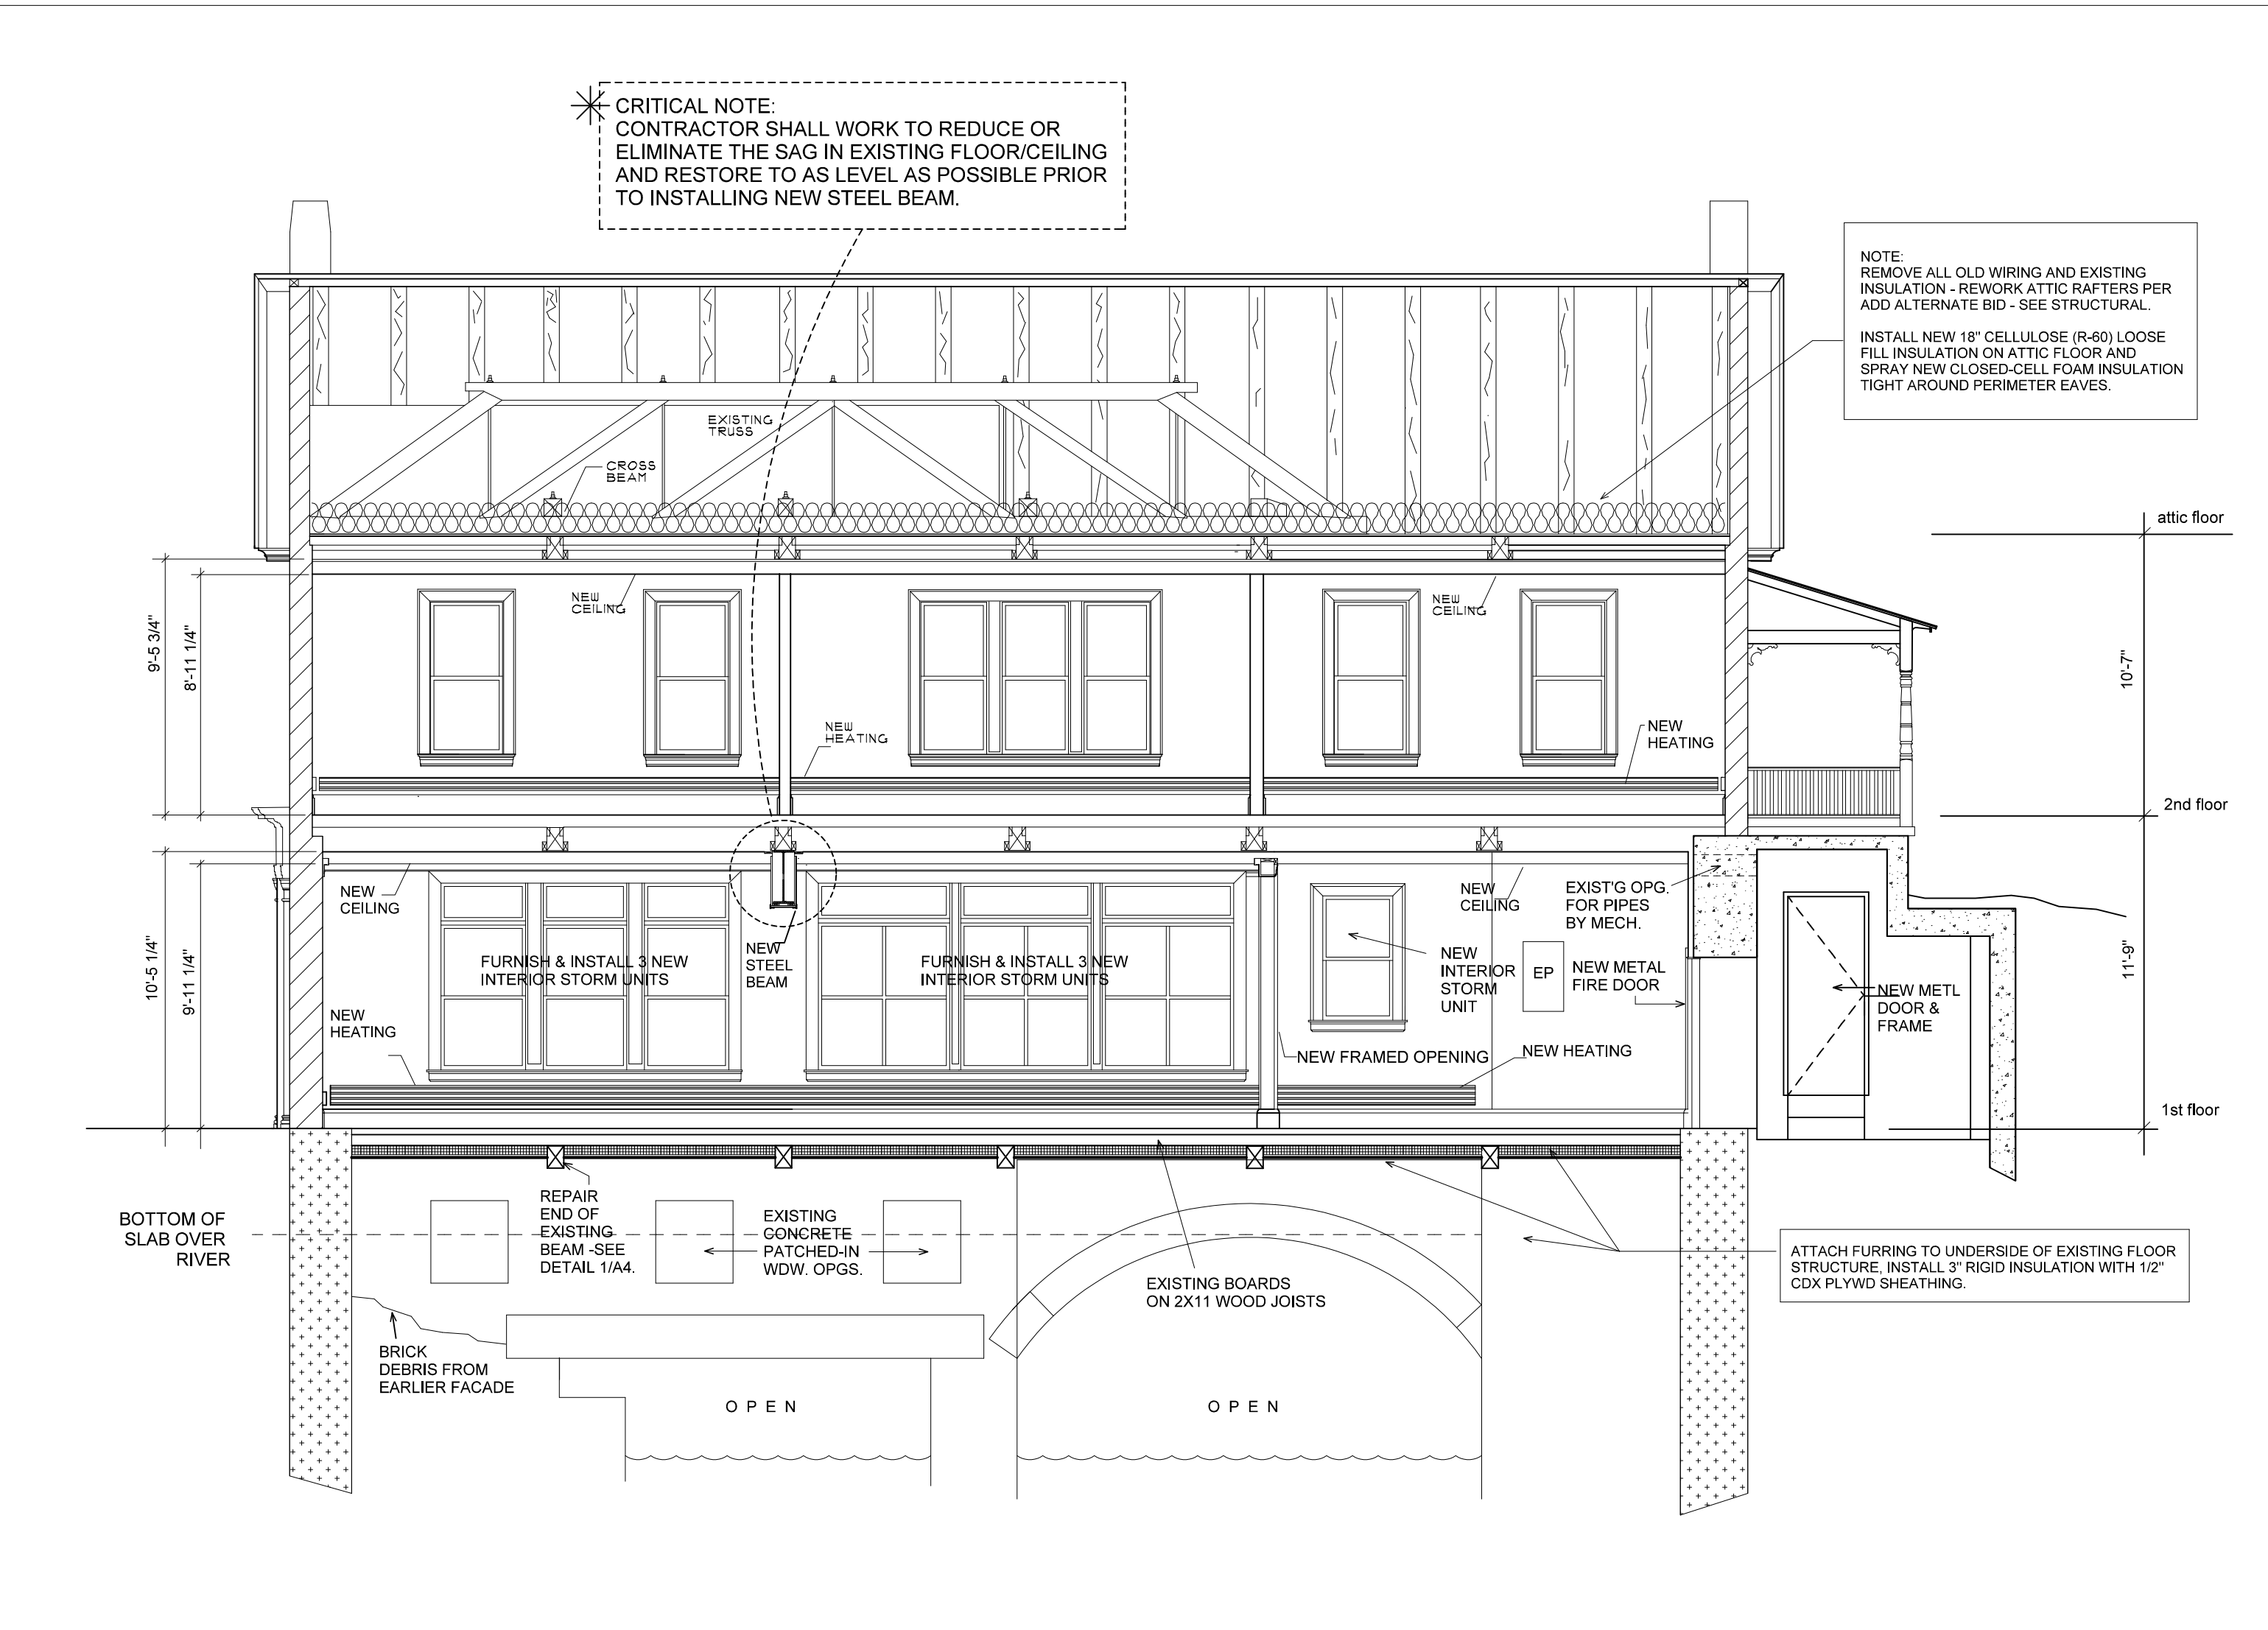 CRITICAL NOTE:
CONTRACTOR SHALL WORK TO REDUCE OR
ELIMINATE THE SAG IN EXISTING FLOOR/CEILING
AND RESTORE TO AS LEVEL AS POSSIBLE PRIOR
TO INSTALLING NEW STEEL BEAM.
NOTE:
REMOVE ALL OLD WIRING AND EXISTING
INSULATION - REWORK ATTIC RAFTERS PER
ADD ALTERNATE BID - SEE STRUCTURAL.
INSTALL NEW 18" CELLULOSE (R-60) LOOSE
FILL INSULATION ON ATTIC FLOOR AND
SPRAY NEW CLOSED-CELL FOAM INSULATION
TIGHT AROUND PERIMETER EAVES.
EXISTING
TRUSS
CROSS
BEAM
attic floor
9'-5 3/4"
8'-11 1/4"
NEW
CEILING
NEW
CEILING
10'-7"
NEW
HEATING
NEW
HEATING
2nd floor
10'-5 1/4"
9'-11 1/4"
NEW
CEILING
FURNISH & INSTALL 3 NEW
INTERIOR STORM UNITS
NEW
STEEL
BEAM
FURNISH & INSTALL 3 NEW
INTERIOR STORM UNITS
NEW
CEILING
EXIST'G OPG.
FOR PIPES
BY MECH.
NEW
INTERIOR
STORM
UNIT
EP
NEW METAL
FIRE DOOR
NEW METL
DOOR &
FRAME
11'-9"
NEW
HEATING
NEW FRAMED OPENING
NEW HEATING
1st floor
BOTTOM OF
SLAB OVER
RIVER
REPAIR
END OF
EXISTING
BEAM -SEE
DETAIL 1/A4.
EXISTING
CONCRETE
PATCHED-IN
WDW. OPGS.
EXISTING BOARDS
ON 2X11 WOOD JOISTS
ATTACH FURRING TO UNDERSIDE OF EXISTING FLOOR
STRUCTURE, INSTALL 3" RIGID INSULATION WITH 1/2"
CDX PLYWD SHEATHING.
BRICK
DEBRIS FROM
EARLIER FACADE
OPEN
OPEN